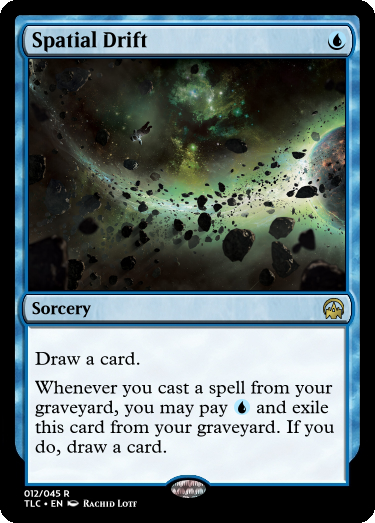 Spatial Drift
Sorcery
Draw a card.
Whenever you cast a spell from your
graveyard, you may pay and exile
this card from your graveyard. If you
do, draw a card.
012/045 R
TLC • EN Rachid Lotf